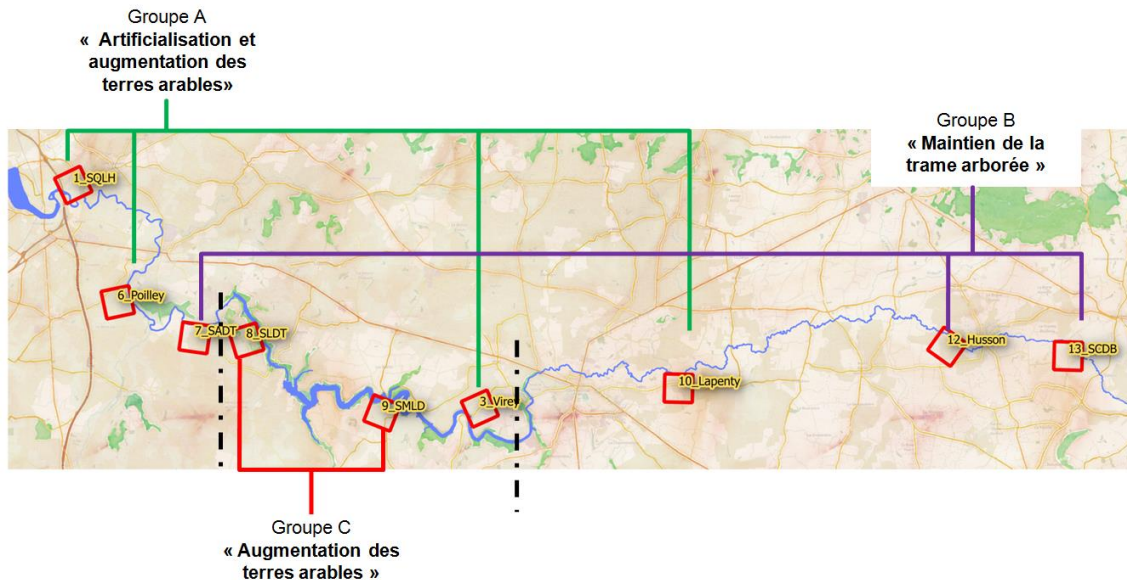 Groupe A
« Artificialisation et
augmentation des
terres arables»
Groupe B
« Maintien de la
trame arborée »
1_SQLH
6_Poilley
7_SADT
8_SLDT
9_SMLD
3_Virey
10_Lapenty
12_Husson
13_SCDB
Groupe C
« Augmentation des
terres arables »